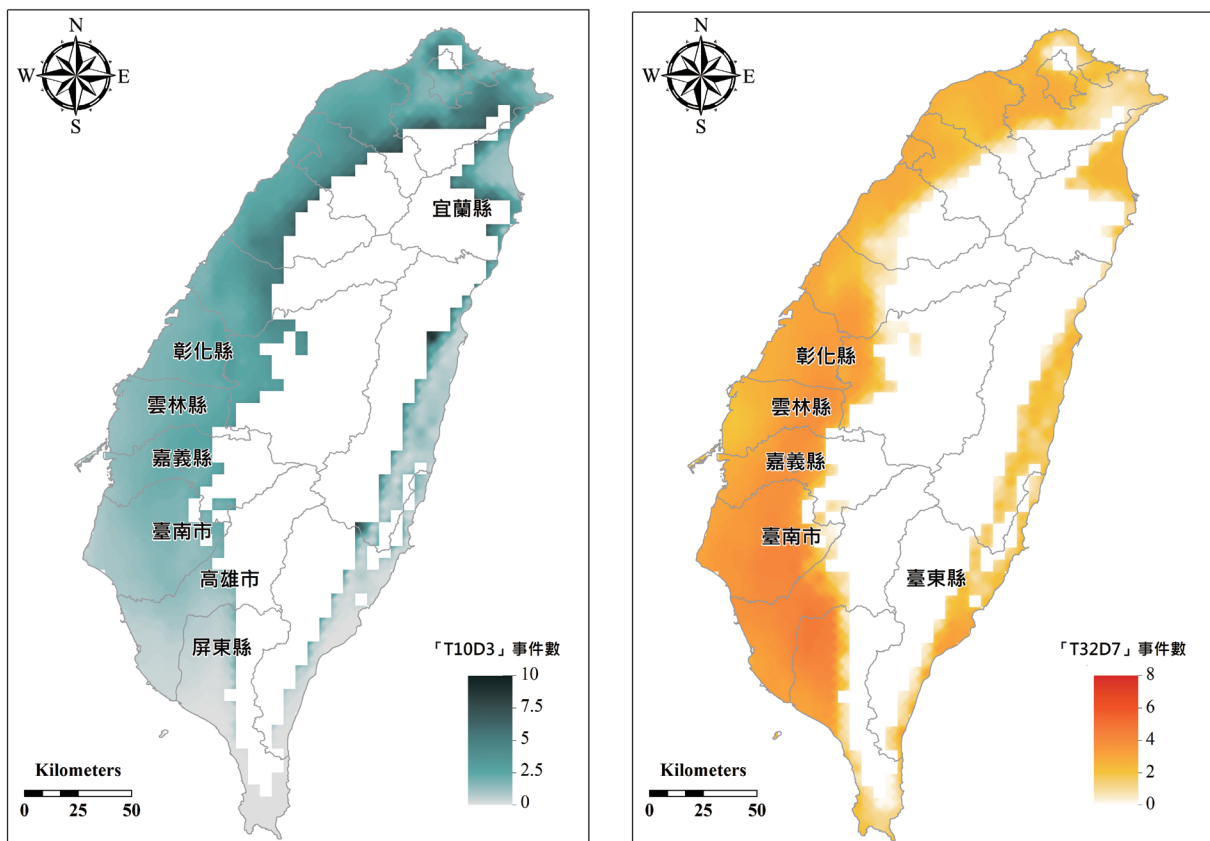 N
W
E
S
宜蘭縣
彰化縣
雲林縣
嘉義縣
臺南市
高雄市
屏東縣
「T10D3」事件數
10
7.5
5
2.5
0
Kilometers
0 25 50
N
W
E
S
彰化縣
雲林縣
嘉義縣
臺南市
臺東縣
「T32D7」事件數
8
6
4
2
0
Kilometers
0 25 50